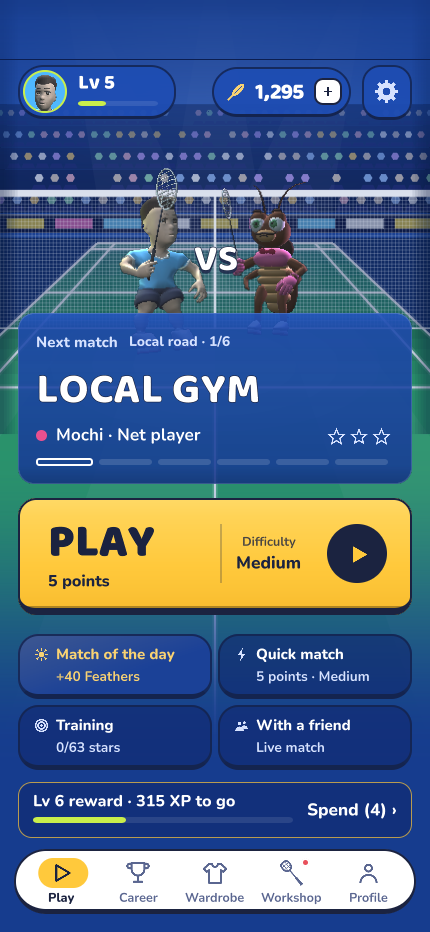 Lv 5
1,295
+
VS
Next match Local road · 1/6
LOCAL GYM
Mochi · Net player
PLAY
5 points
Difficulty
Medium
Match of the day
+40 Feathers
Quick match
5 points · Medium
Training
0/63 stars
With a friend
Live match
Lv 6 reward · 315 XP to go
Spend (4) ›
Play
Career
Wardrobe
Workshop
Profile